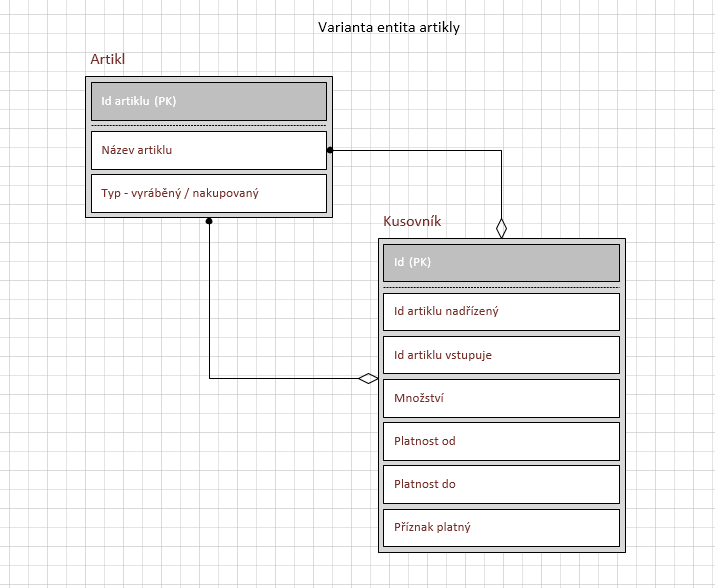 Varianta entita artikly
Artikl
Id artiklu (PK)
Název artiklu
Typ - vyráběný / nakupovaný
Kusovník
Id (PK)
Id artiklu nadřízený
Id artiklu vstupuje
Množství
Platnost od
Platnost do
Příznak platný